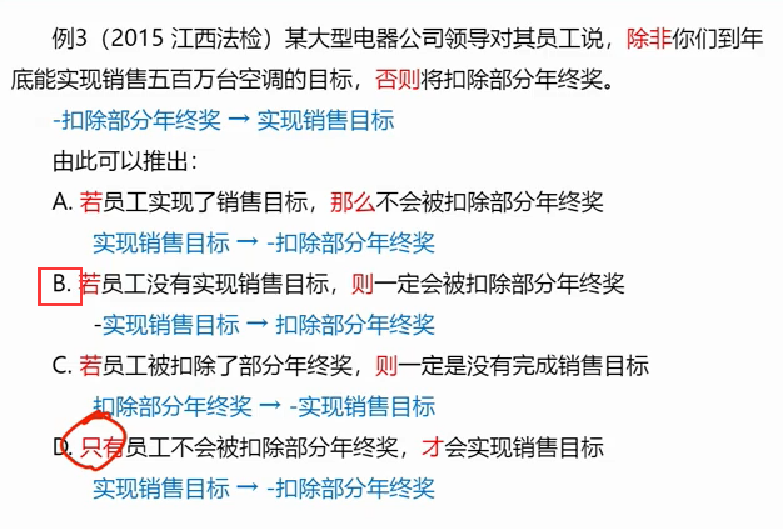 例3（2015 江西法检）某大型电器公司领导对其员工说，除非你们到年
底能实现销售五百万台空调的目标，否则将扣除部分年终奖。
-扣除部分年终奖 → 实现销售目标
由此可以推出：
A. 若员工实现了销售目标，那么不会被扣除部分年终奖
实现销售目标 → -扣除部分年终奖
B. 若员工没有实现销售目标，则一定会被扣除部分年终奖
-实现销售目标 → 扣除部分年终奖
C. 若员工被扣除了部分年终奖，则一定是没有完成销售目标
扣除部分年终奖 → -实现销售目标
D. 只有员工不会被扣除部分年终奖，才会实现销售目标
实现销售目标 → -扣除部分年终奖